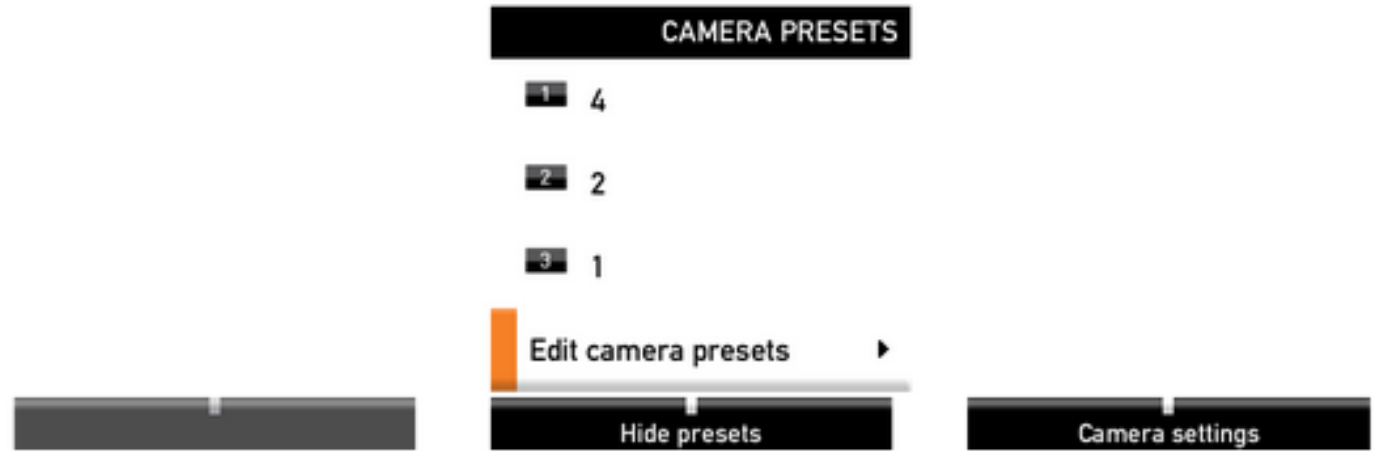 CAMERA PRESETS
1 4
2 2
3 1
Edit camera presets
Hide presets
Camera settings